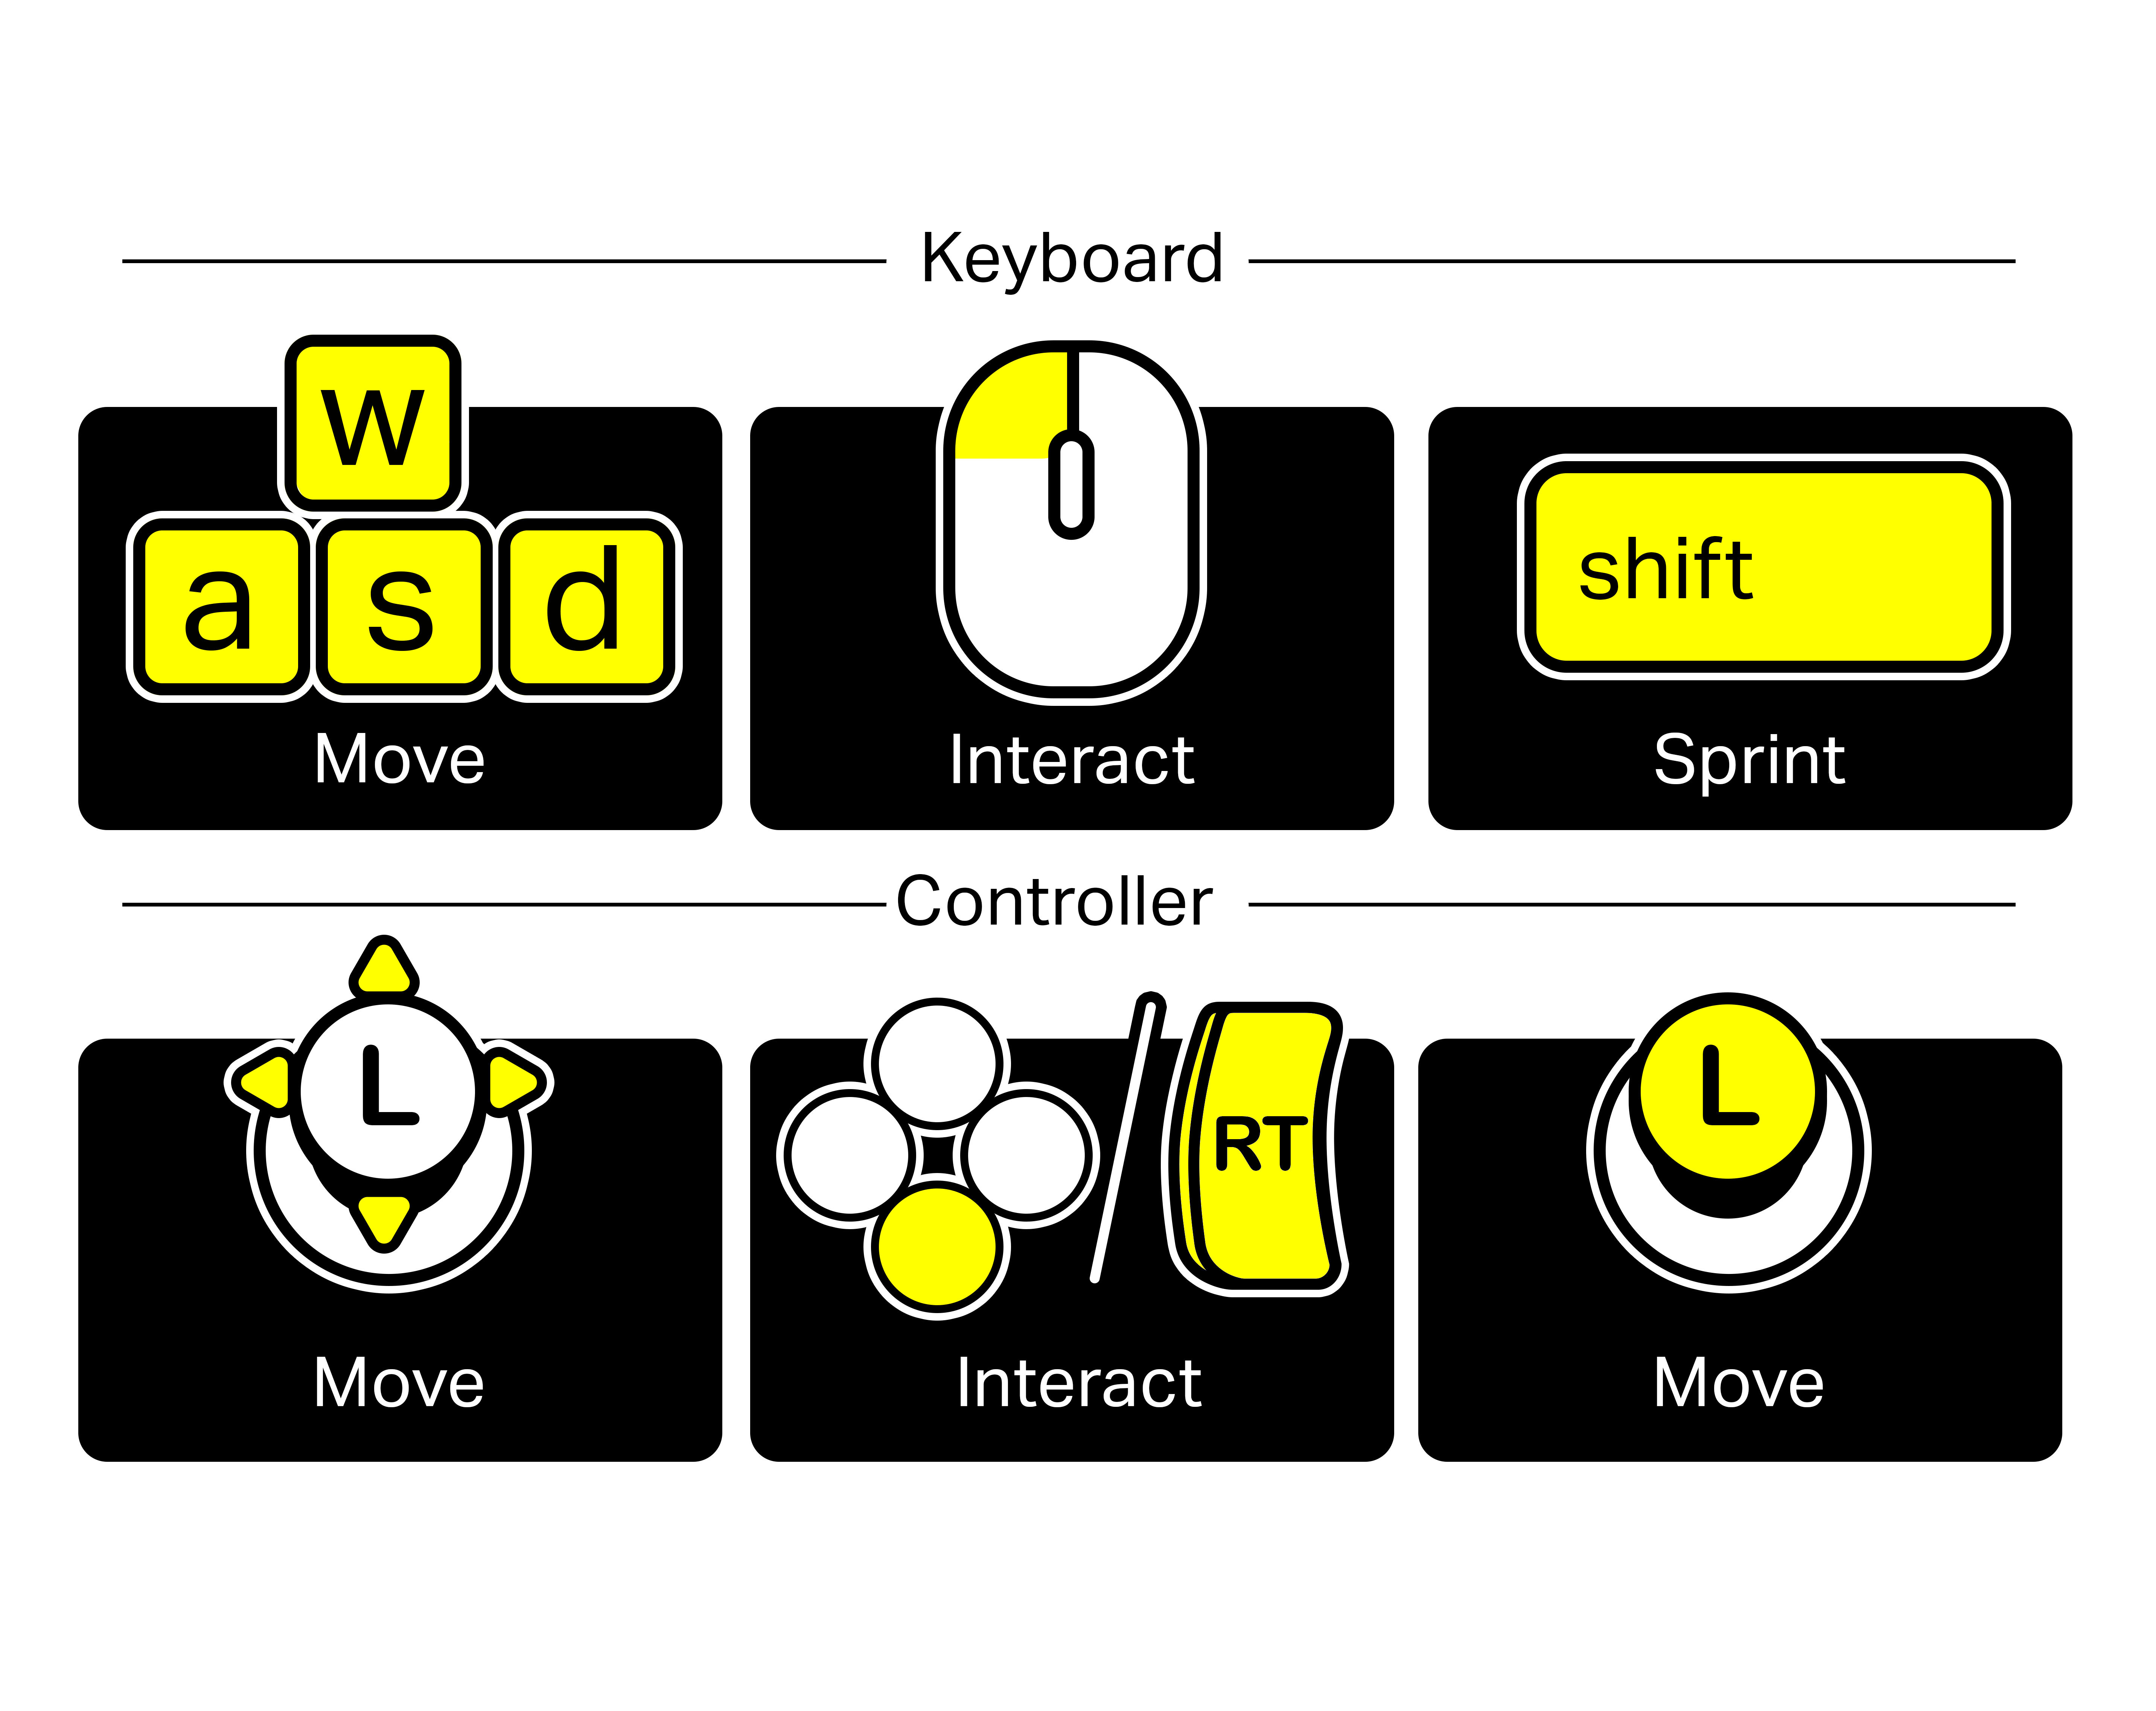 Keyboard
w
a s d
shift
Move
Interact
Sprint
Controller
L
RT
L
Move
Interact
Move